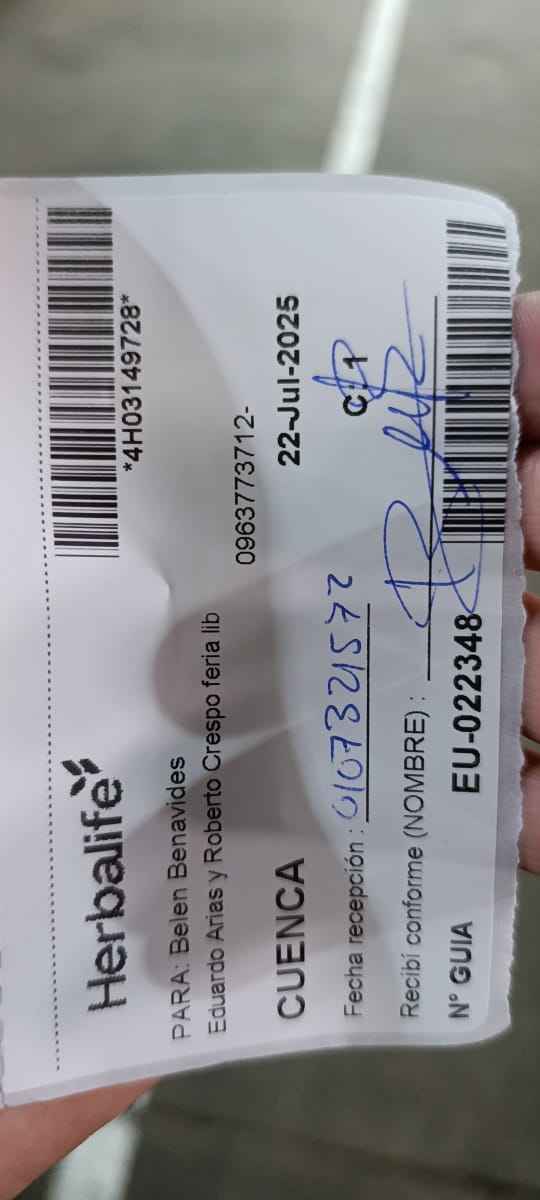 Herbalife
*4H03149728*
PARA: Belen Benavides
Eduardo Arias y Roberto Crespo feria lib
0963773712-
CUENCA
22-Jul-2025
Fecha recepción : 0107321572
C: 1
Recibí conforme (NOMBRE) :
N° GUIA EU-022348